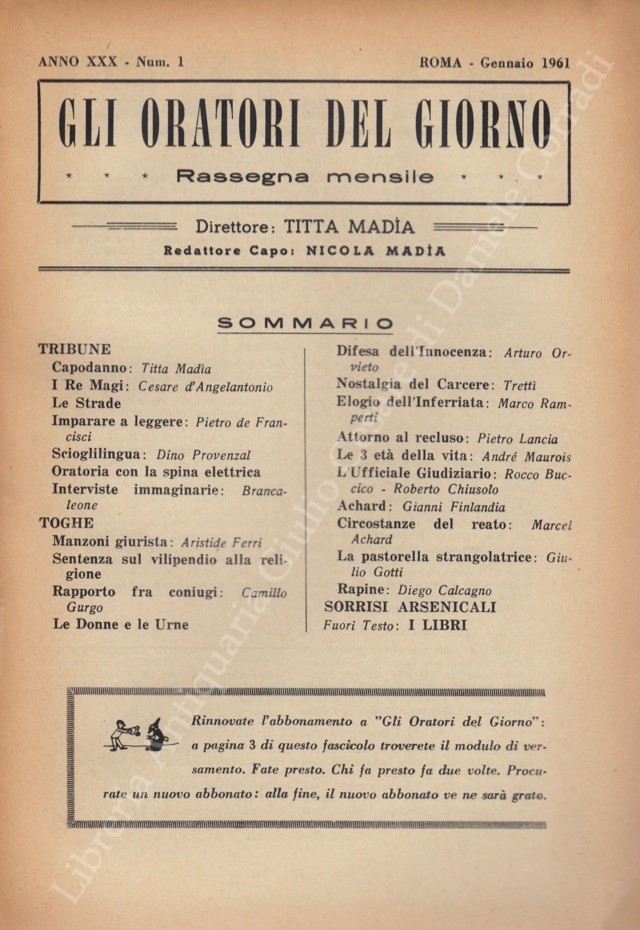 ANNO XXX - Num. 1
ROMA - Gennaio 1961
GLI ORATORI DEL GIORNO
* * * Rassegna mensile * * *
Direttore: TITTA MADÌA
Redattore Capo: NICOLA MADÌA
SOMMARIO
TRIBUNE
Capodanno: Titta Madìa
I Re Magi: Cesare d'Angelantonio
Le Strade
Imparare a leggere: Pietro de Fran-
cisci
Scioglilingua: Dino Provenzal
Oratoria con la spina elettrica
Interviste immaginarie: Branca-
leone
TOGHE
Manzoni giurista: Aristide Ferri
Sentenza sul vilipendio alla reli-
gione
Rapporto fra coniugi: Camillo
Gurgo
Le Donne e le Urne
Difesa dell'Innocenza: Arturo Or-
vieto
Nostalgia del Carcere: Trettì
Elogio dell'Inferriata: Marco Ram-
perti
Attorno al recluso: Pietro Lancia
Le 3 età della vita: André Maurois
L'Ufficiale Giudiziario: Rocco Buc-
cico - Roberto Chiusolo
Achard: Gianni Finlandia
Circostanze del reato: Marcel
Achard
La pastorella strangolatrice: Giu-
lio Gotti
Rapine: Diego Calcagno
SORRISI ARSENICALI
Fuori Testo: I LIBRI
Rinnovate l'abbonamento a "Gli Oratori del Giorno":
a pagina 3 di questo fascicolo troverete il modulo di ver-
samento. Fate presto. Chi fa presto fa due volte. Procu-
rate un nuovo abbonato: alla fine, il nuovo abbonato ve ne sarà grato.
Libreria Antiquaria Giulio Cesare di Daniele Corradi